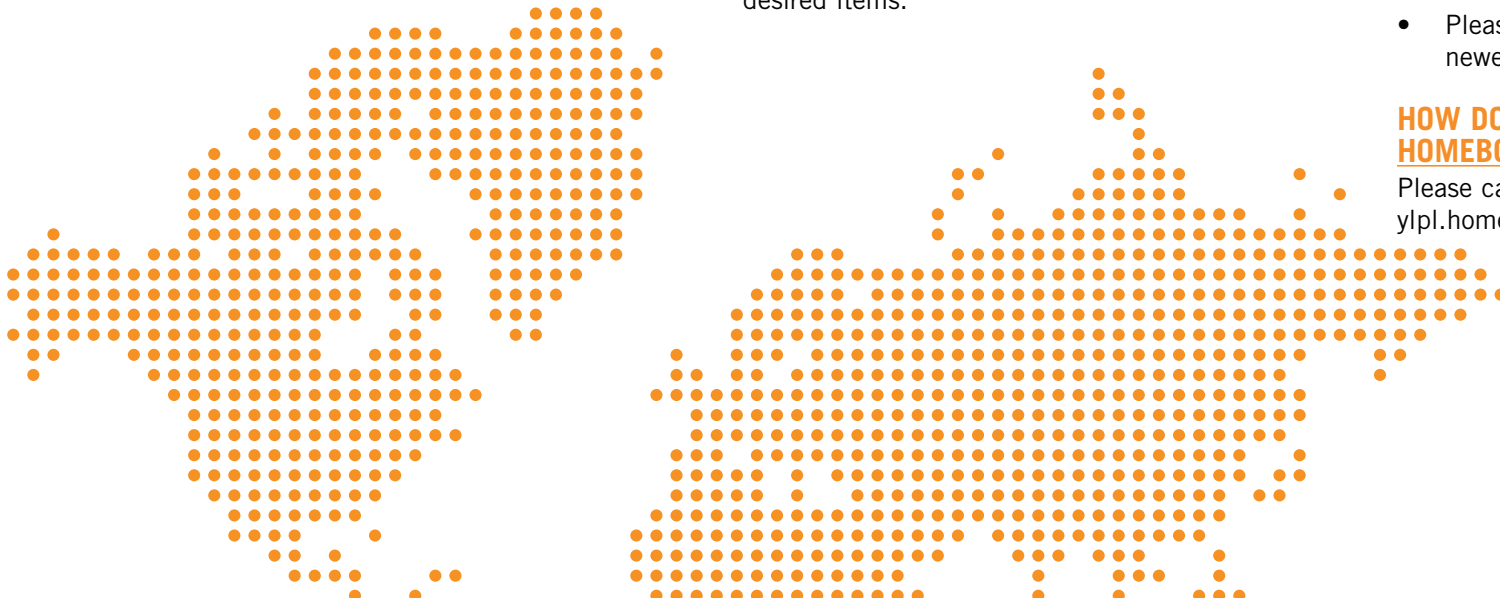 desired items.
• Pleas
newe
HOW DO
HOMEBO
Please ca
ylpl.home